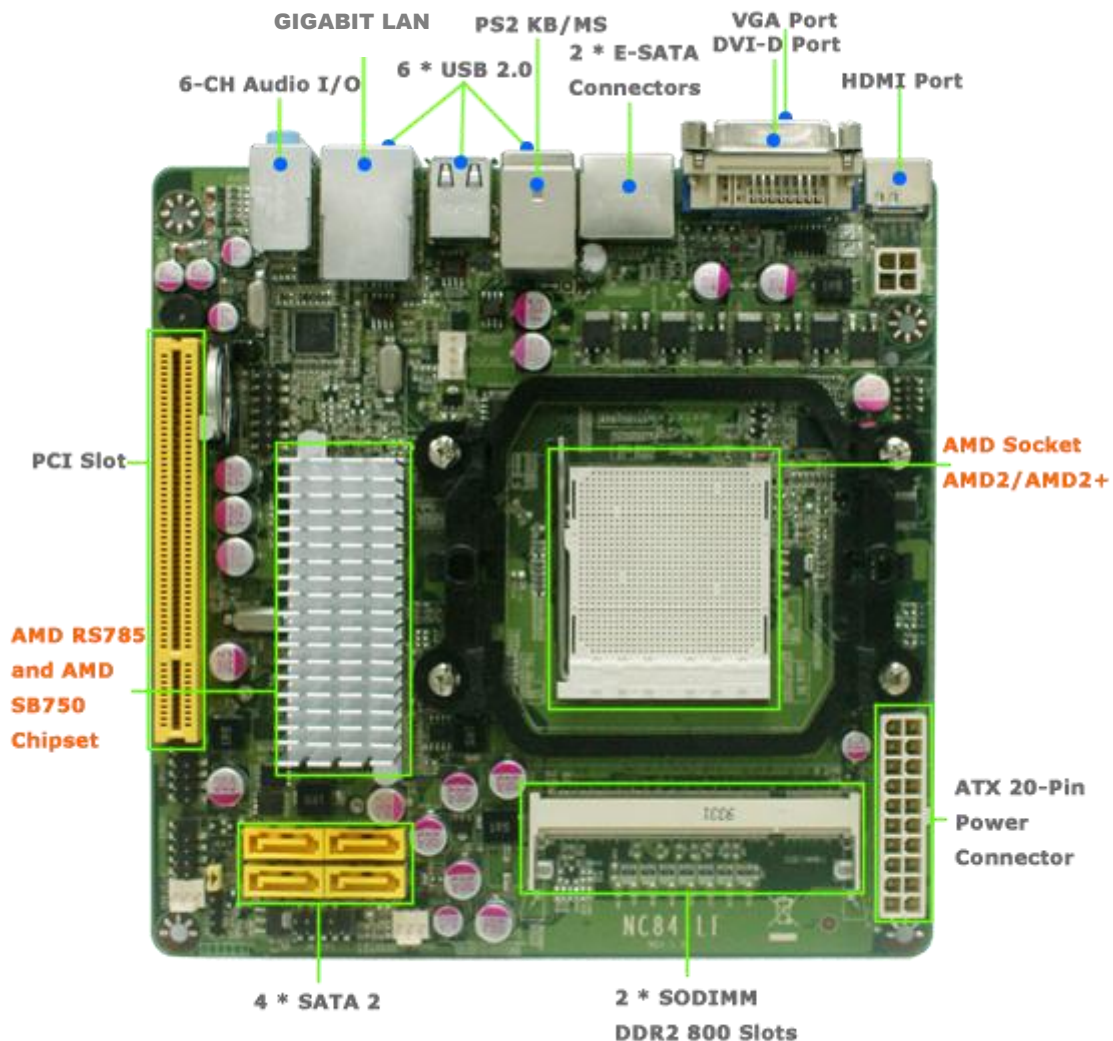 GIGABIT LAN
PS2 KB/MS
VGA Port
DVI-D Port
6-CH Audio I/O
6 * USB 2.0
2 * E-SATA
Connectors
HDMI Port
PCI Slot
AMD Socket
AMD2/AMD2+
AMD RS785
and AMD
SB750
Chipset
ATX 20-Pin
Power
Connector
9331
4 * SATA 2
2 * SODIMM
DDR2 800 Slots